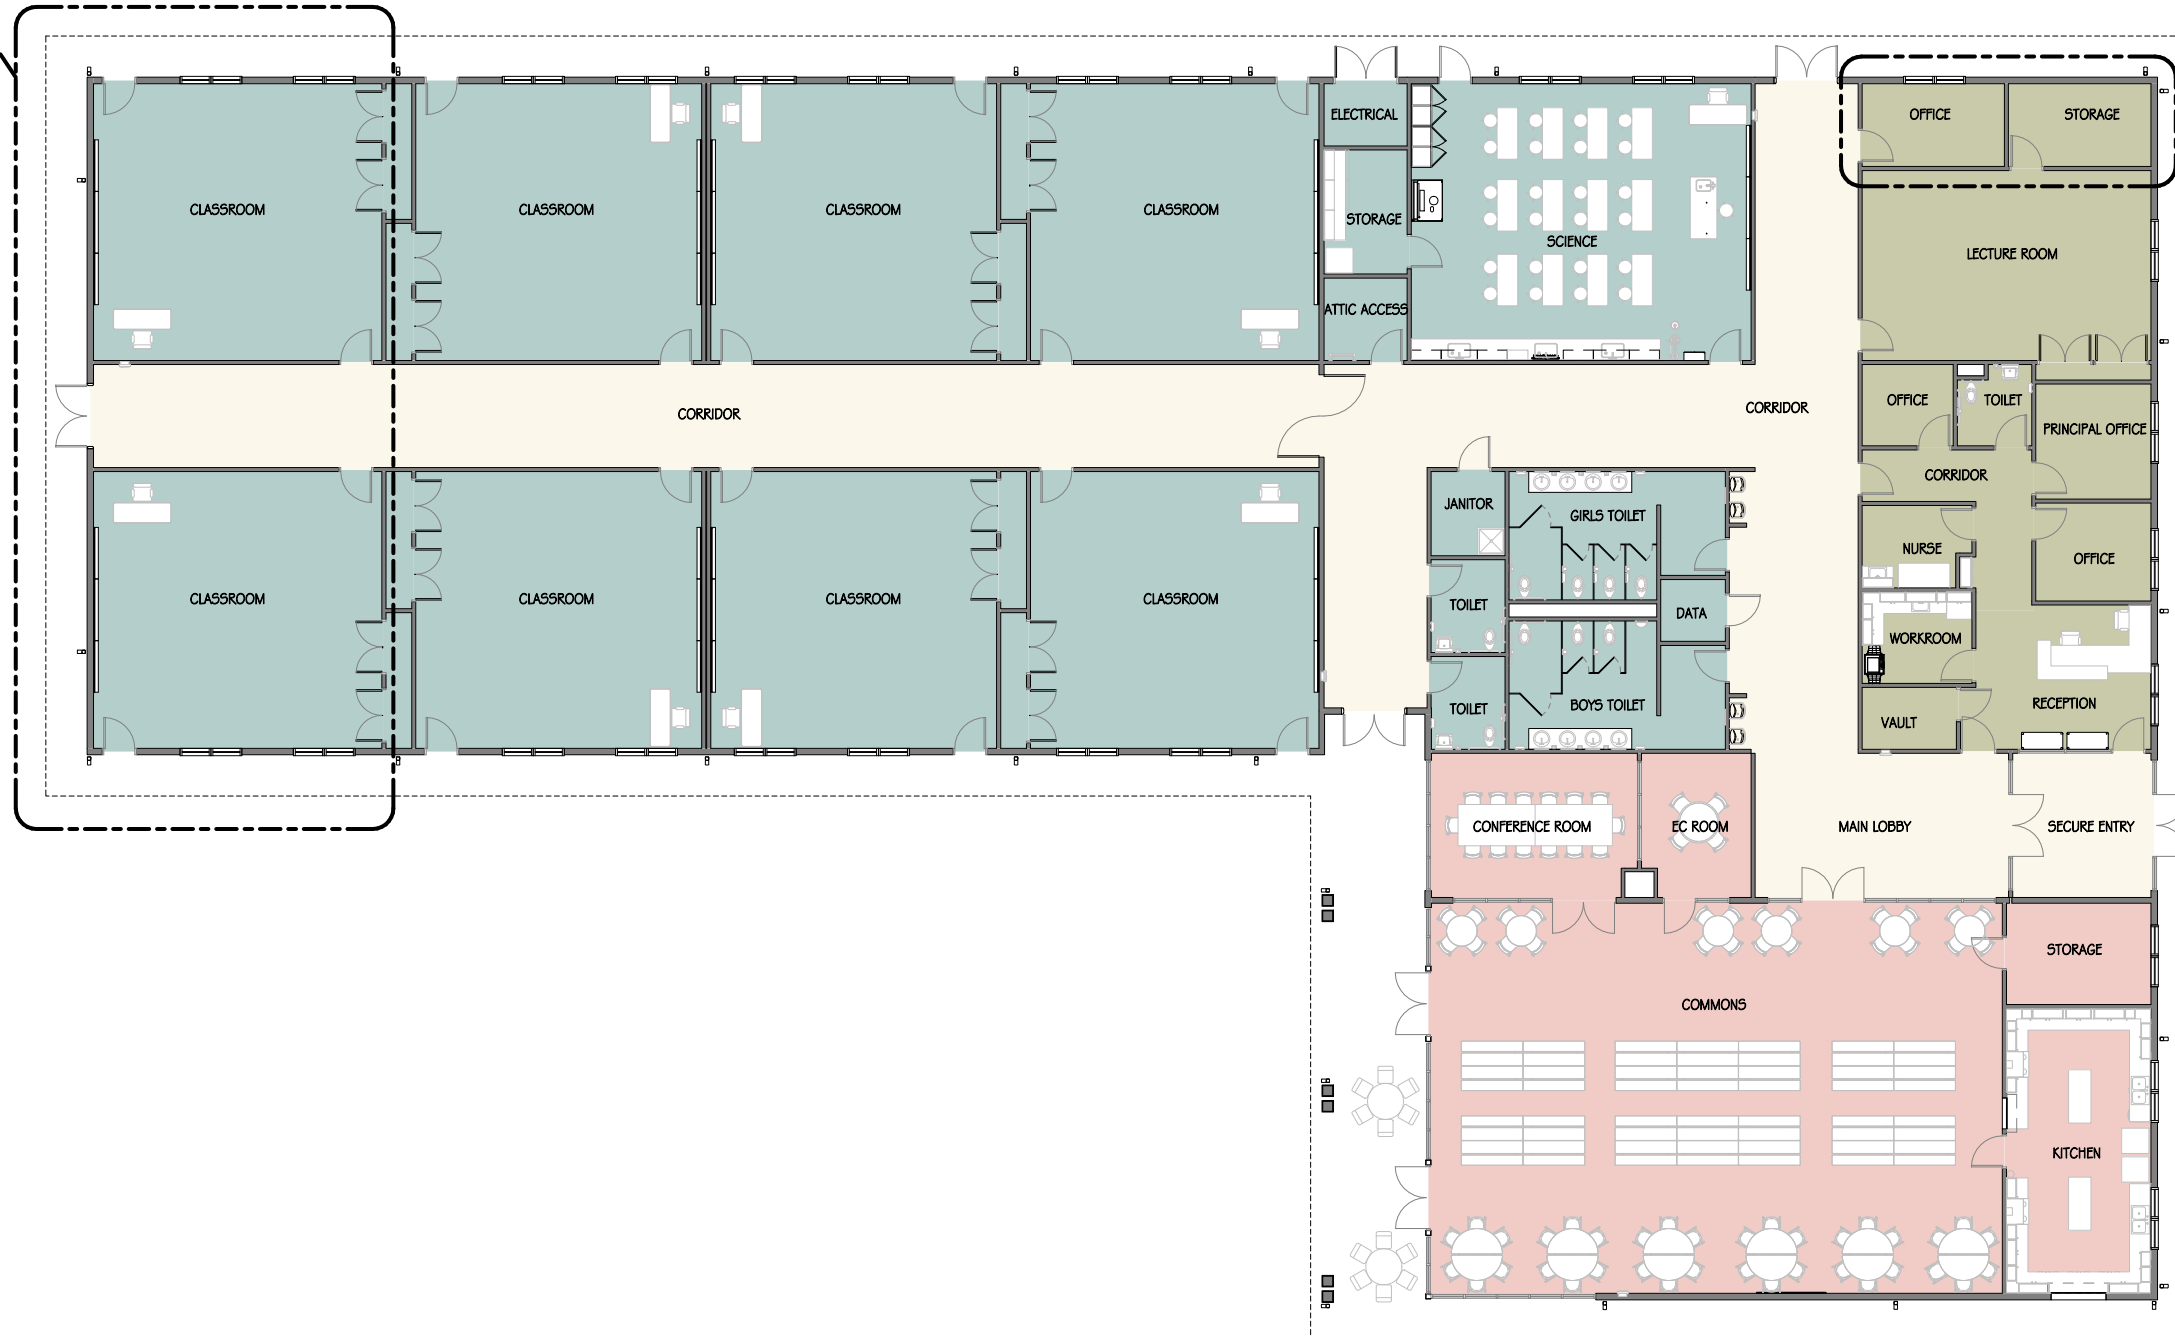 ELECTRICAL
OFFICE
STORAGE
CLASSROOM
CLASSROOM
CLASSROOM
CLASSROOM
STORAGE
SCIENCE
LECTURE ROOM
ATTIC ACCESS
CORRIDOR
CORRIDOR
OFFICE
TOILET
PRINCIPAL OFFICE
CORRIDOR
JANITOR
GIRLS TOILET
NURSE
OFFICE
CLASSROOM
CLASSROOM
CLASSROOM
CLASSROOM
TOILET
DATA
WORKROOM
TOILET
BOYS TOILET
VAULT
RECEPTION
CONFERENCE ROOM
EC ROOM
MAIN LOBBY
SECURE ENTRY
STORAGE
COMMONS
KITCHEN